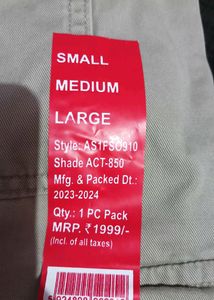 SMALL
MEDIUM
LARGE
Style: AS1FSO910
Shade ACT-850
Mfg. & Packed Dt.:
2023-2024
Qty.: 1 PC Pack
MRP. ₹ 1999/-
(Incl. of all taxes)